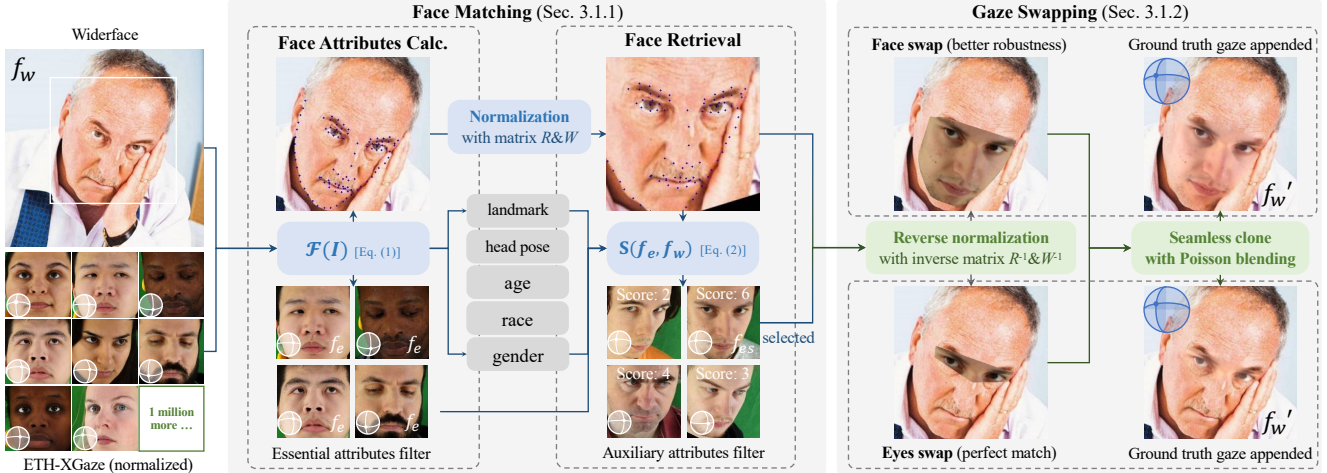 Widerface
f_w
1 million
more …
ETH-XGaze (normalized)
Face Matching (Sec. 3.1.1)
Face Attributes Calc.
F(I) [Eq. (1)]
f_e
f_e
f_e
f_e
Essential attributes filter
Normalization
with matrix R&W
landmark
head pose
age
race
gender
Face Retrieval
S(f_e, f_w) [Eq. (2)]
Score: 2
Score: 6
f_es
Score: 4
Score: 3
selected
Auxiliary attributes filter
Gaze Swapping (Sec. 3.1.2)
Face swap (better robustness)
Ground truth gaze appended
f_w′
Reverse normalization
with inverse matrix R⁻¹&W⁻¹
Seamless clone
with Poisson blending
f_w′
Eyes swap (perfect match)
Ground truth gaze appended